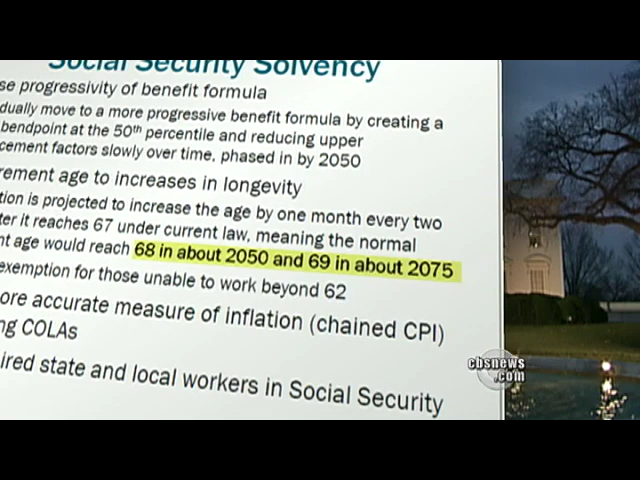 Social Security Solvency
se progressivity of benefit formula
dually move to a more progressive benefit formula by creating a
bendpoint at the 50th percentile and reducing upper
cement factors slowly over time, phased in by 2050
rement age to increases in longevity
tion is projected to increase the age by one month every two
ter it reaches 67 under current law, meaning the normal
nt age would reach 68 in about 2050 and 69 in about 2075
exemption for those unable to work beyond 62
ore accurate measure of inflation (chained CPI)
ng COLAs
ired state and local workers in Social Security
cbsnews
.com